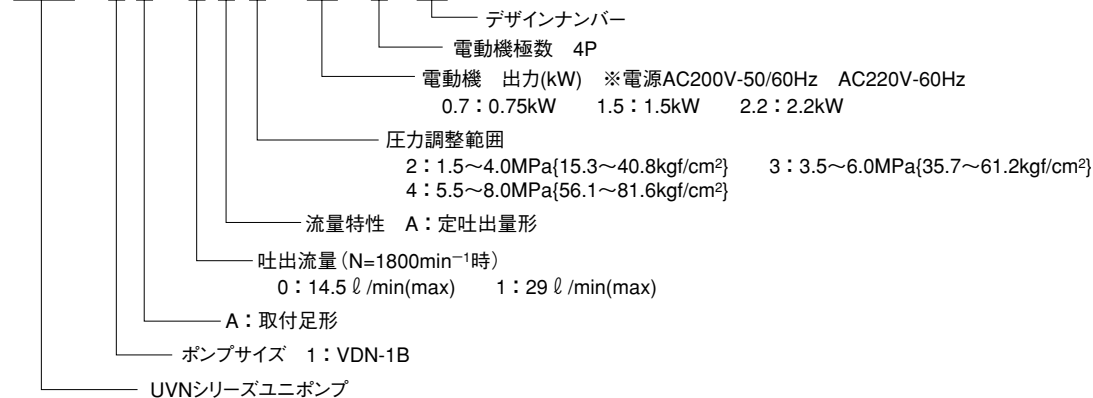 デザインナンバー
電動機極数 4P
電動機 出力(kW) ※電源AC200V-50/60Hz AC220V-60Hz
0.7：0.75kW 1.5：1.5kW 2.2：2.2kW
圧力調整範囲
2：1.5～4.0MPa{15.3～40.8kgf/cm²} 3：3.5～6.0MPa{35.7～61.2kgf/cm²}
4：5.5～8.0MPa{56.1～81.6kgf/cm²}
流量特性 A：定吐出量形
吐出流量（N=1800min⁻¹時）
0：14.5ℓ/min(max) 1：29ℓ/min(max)
A：取付足形
ポンプサイズ 1：VDN-1B
UVNシリーズユニポンプ